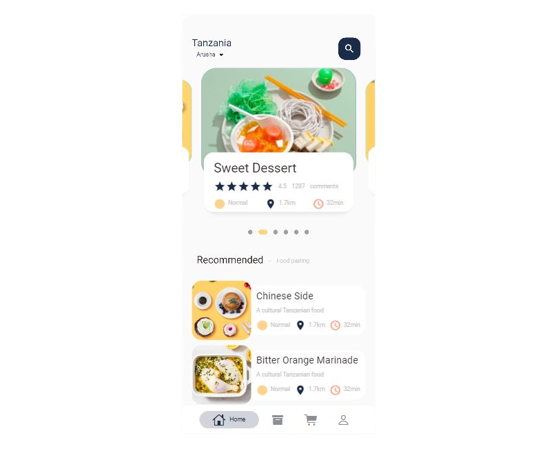 Tanzania
Arusha
Sweet Dessert
4.5 1287 comments
Normal 1.7km 32min
Recommended - Food pairing
Chinese Side
A cultural Tanzanian food
Normal 1.7km 32min
Bitter Orange Marinade
A cultural Tanzanian food
Normal 1.7km 32min
Home